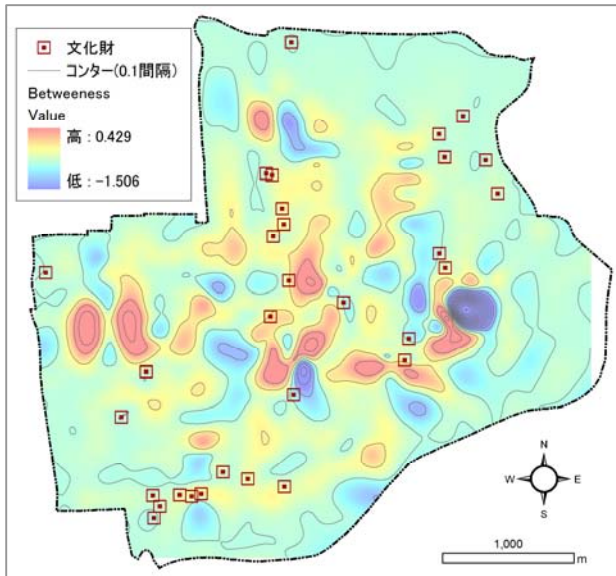 文化財
コンター(0.1間隔)
Betweeness
Value
高 : 0.429
低 : -1.506
N
W E
S
1,000
m